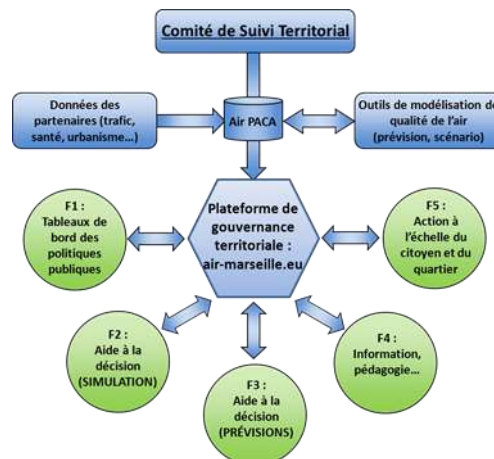 Comité de Suivi Territorial
Données des
partenaires (trafic,
santé, urbanisme...)
Air PACA
Outils de modélisation de
qualité de l'air
(prévision, scénario)
Plateforme de
gouvernance
territoriale :
air-marseille.eu
F1 :
Tableaux de
bord des
politiques
publiques
F5 :
Action à
l'échelle du
citoyen et du
quartier
F2 :
Aide à la
décision
(SIMULATION)
F3 :
Aide à la
décision
(PRÉVISIONS)
F4 :
Information,
pédagogie...